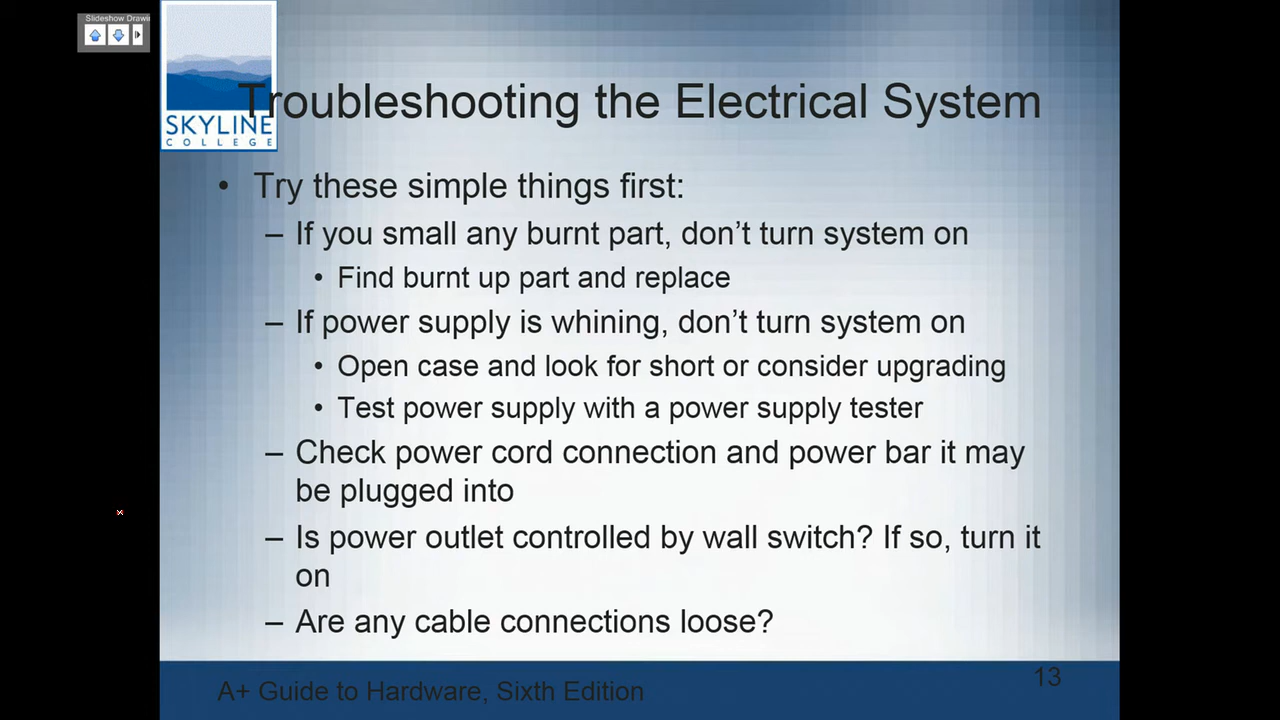 Slideshow Drawi
SKYLINE
COLLEGE
Troubleshooting the Electrical System
• Try these simple things first:
– If you small any burnt part, don’t turn system on
• Find burnt up part and replace
– If power supply is whining, don’t turn system on
• Open case and look for short or consider upgrading
• Test power supply with a power supply tester
– Check power cord connection and power bar it may
be plugged into
– Is power outlet controlled by wall switch? If so, turn it
on
– Are any cable connections loose?
A+ Guide to Hardware, Sixth Edition
13